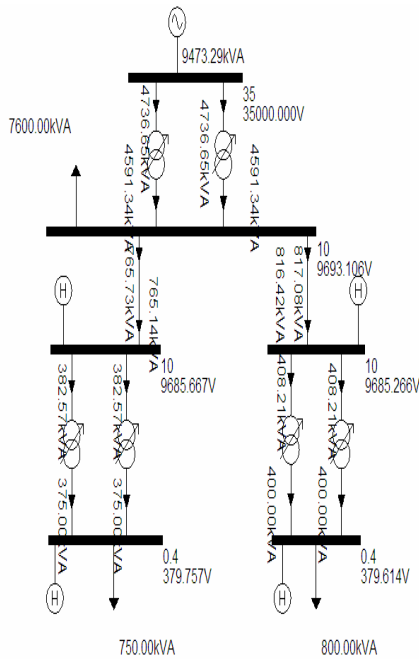 9473.29kVA
35
35000.000V
4736.65kVA
4736.65kVA
7600.00kVA
4591.34kVA
4591.34kVA
10
9693.106V
765.73kVA
765.14kVA
816.42kVA
817.08kVA
H
H
10
9685.667V
10
9685.266V
382.57kVA
382.57kVA
408.21kVA
408.21kVA
375.00kVA
375.00kVA
400.00kVA
400.00kVA
0.4
379.757V
0.4
379.614V
H
H
750.00kVA
800.00kVA